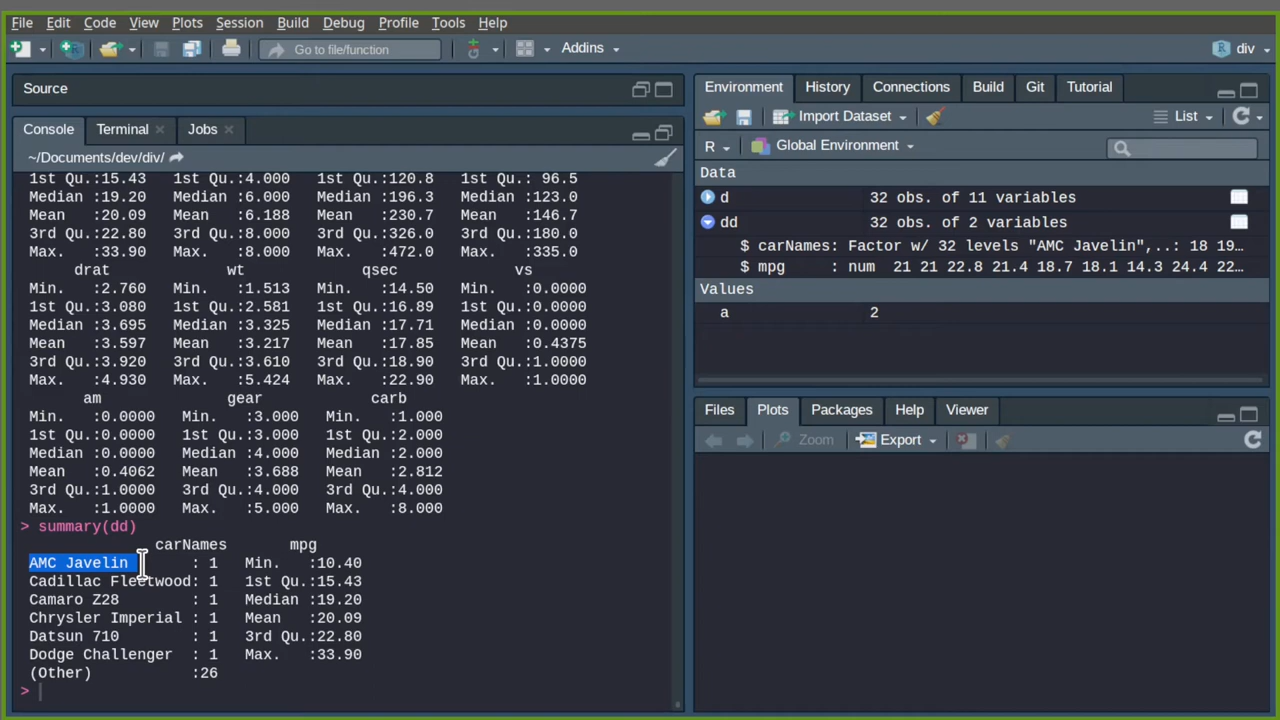 File Edit Code View Plots Session Build Debug Profile Tools Help
Go to file/function Addins div
Source
Console Terminal Jobs
~/Documents/dev/div/
1st Qu.:15.43   1st Qu.:4.000   1st Qu.:120.8   1st Qu.: 96.5
Median :19.20   Median :6.000   Median :196.3   Median :123.0
Mean   :20.09   Mean   :6.188   Mean   :230.7   Mean   :146.7
3rd Qu.:22.80   3rd Qu.:8.000   3rd Qu.:326.0   3rd Qu.:180.0
Max.   :33.90   Max.   :8.000   Max.   :472.0   Max.   :335.0
drat            wt            qsec            vs
Min.   :2.760   Min.   :1.513   Min.   :14.50   Min.   :0.0000
1st Qu.:3.080   1st Qu.:2.581   1st Qu.:16.89   1st Qu.:0.0000
Median :3.695   Median :3.325   Median :17.71   Median :0.0000
Mean   :3.597   Mean   :3.217   Mean   :17.85   Mean   :0.4375
3rd Qu.:3.920   3rd Qu.:3.610   3rd Qu.:18.90   3rd Qu.:1.0000
Max.   :4.930   Max.   :5.424   Max.   :22.90   Max.   :1.0000
am              gear            carb
Min.   :0.0000   Min.   :3.000   Min.   :1.000
1st Qu.:0.0000   1st Qu.:3.000   1st Qu.:2.000
Median :0.0000   Median :4.000   Median :2.000
Mean   :0.4062   Mean   :3.688   Mean   :2.812
3rd Qu.:1.0000   3rd Qu.:4.000   3rd Qu.:4.000
Max.   :1.0000   Max.   :5.000   Max.   :8.000
> summary(dd)
carNames       mpg
AMC Javelin       : 1   Min.   :10.40
Cadillac Fleetwood: 1   1st Qu.:15.43
Camaro Z28        : 1   Median :19.20
Chrysler Imperial : 1   Mean   :20.09
Datsun 710        : 1   3rd Qu.:22.80
Dodge Challenger  : 1   Max.   :33.90
(Other)           :26
>
Environment History Connections Build Git Tutorial
Import Dataset List
R Global Environment
Data
d 32 obs. of 11 variables
dd 32 obs. of 2 variables
$ carNames: Factor w/ 32 levels "AMC Javelin",..: 18 19…
$ mpg     : num  21 21 22.8 21.4 18.7 18.1 14.3 24.4 22…
Values
a 2
Files Plots Packages Help Viewer
Zoom Export